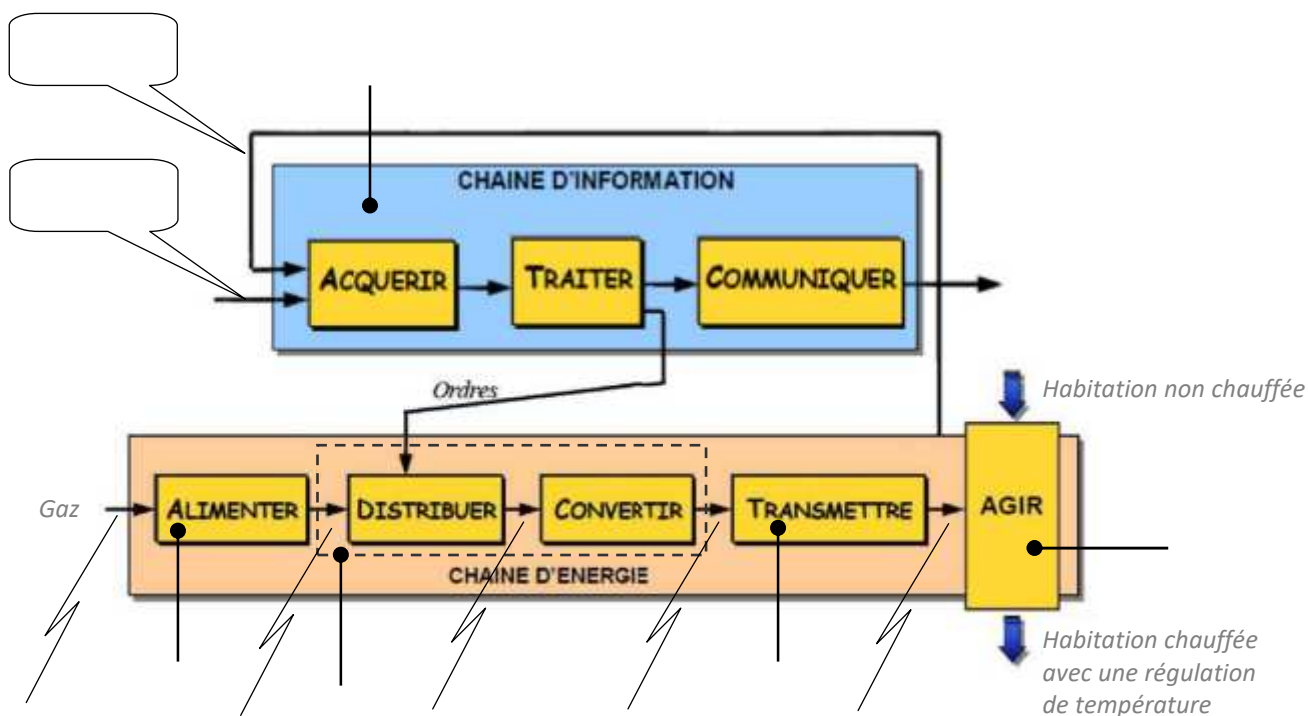 CHAINE D'INFORMATION
ACQUERIR
TRAITER
COMMUNIQUER
Ordres
Habitation non chauffée
Gaz
ALIMENTER
DISTRIBUER
CONVERTIR
TRANSMETTRE
AGIR
CHAINE D'ENERGIE
Habitation chauffée
avec une régulation
de température